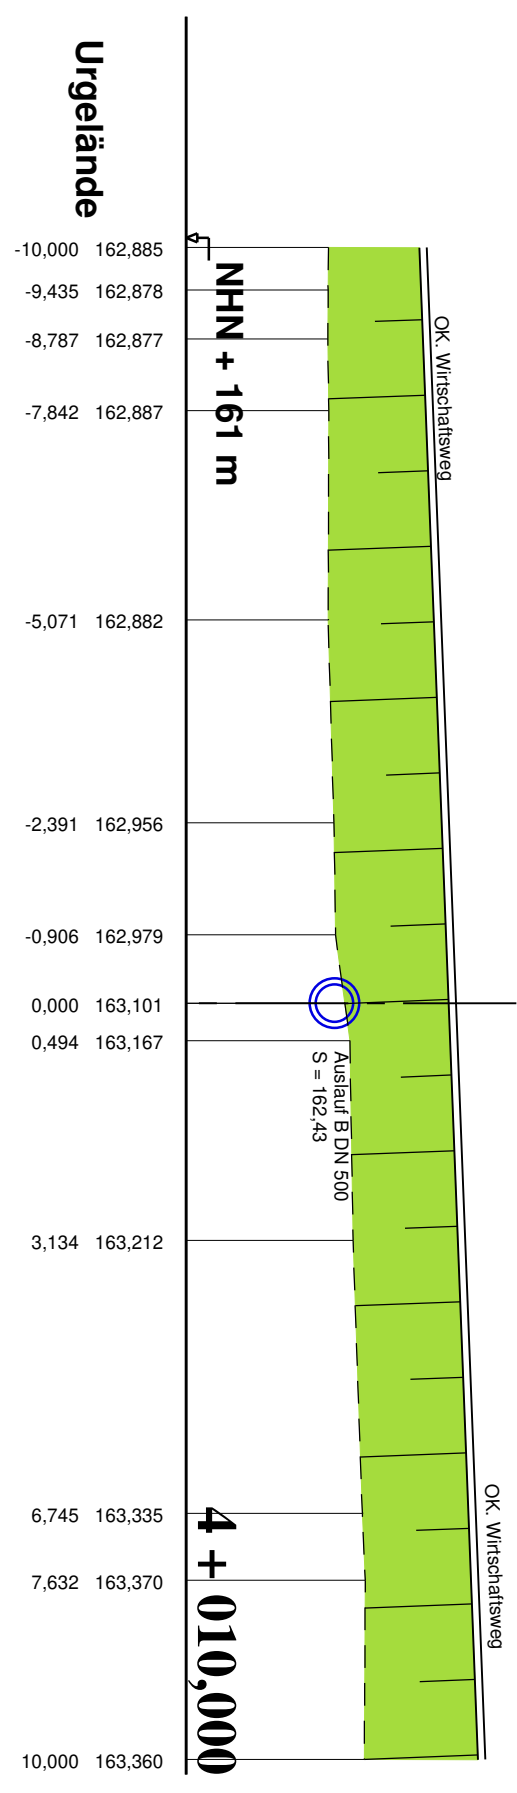 Urgelände
-10,000 162,885
-9,435 162,878
-8,787 162,877
-7,842 162,887
-5,071 162,882
-2,391 162,956
-0,906 162,979
0,000 163,101
0,494 163,167
3,134 163,212
6,745 163,335
7,632 163,370
10,000 163,360
NHN + 161 m
4 + 010,000
OK. Wirtschaftsweg
Auslauf B DN 500
S = 162,43
OK. Wirtschaftsweg